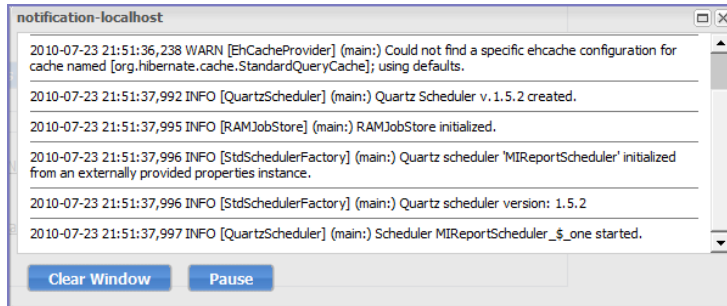 notification-localhost
2010-07-23 21:51:36,238 WARN [EhCacheProvider] (main:) Could not find a specific ehcache configuration for
cache named [org.hibernate.cache.StandardQueryCache]; using defaults.
2010-07-23 21:51:37,992 INFO [QuartzScheduler] (main:) Quartz Scheduler v.1.5.2 created.
2010-07-23 21:51:37,995 INFO [RAMJobStore] (main:) RAMJobStore initialized.
2010-07-23 21:51:37,996 INFO [StdSchedulerFactory] (main:) Quartz scheduler 'MIReportScheduler' initialized
from an externally provided properties instance.
2010-07-23 21:51:37,996 INFO [StdSchedulerFactory] (main:) Quartz scheduler version: 1.5.2
2010-07-23 21:51:37,997 INFO [QuartzScheduler] (main:) Scheduler MIReportScheduler_$_one started.
Clear Window Pause